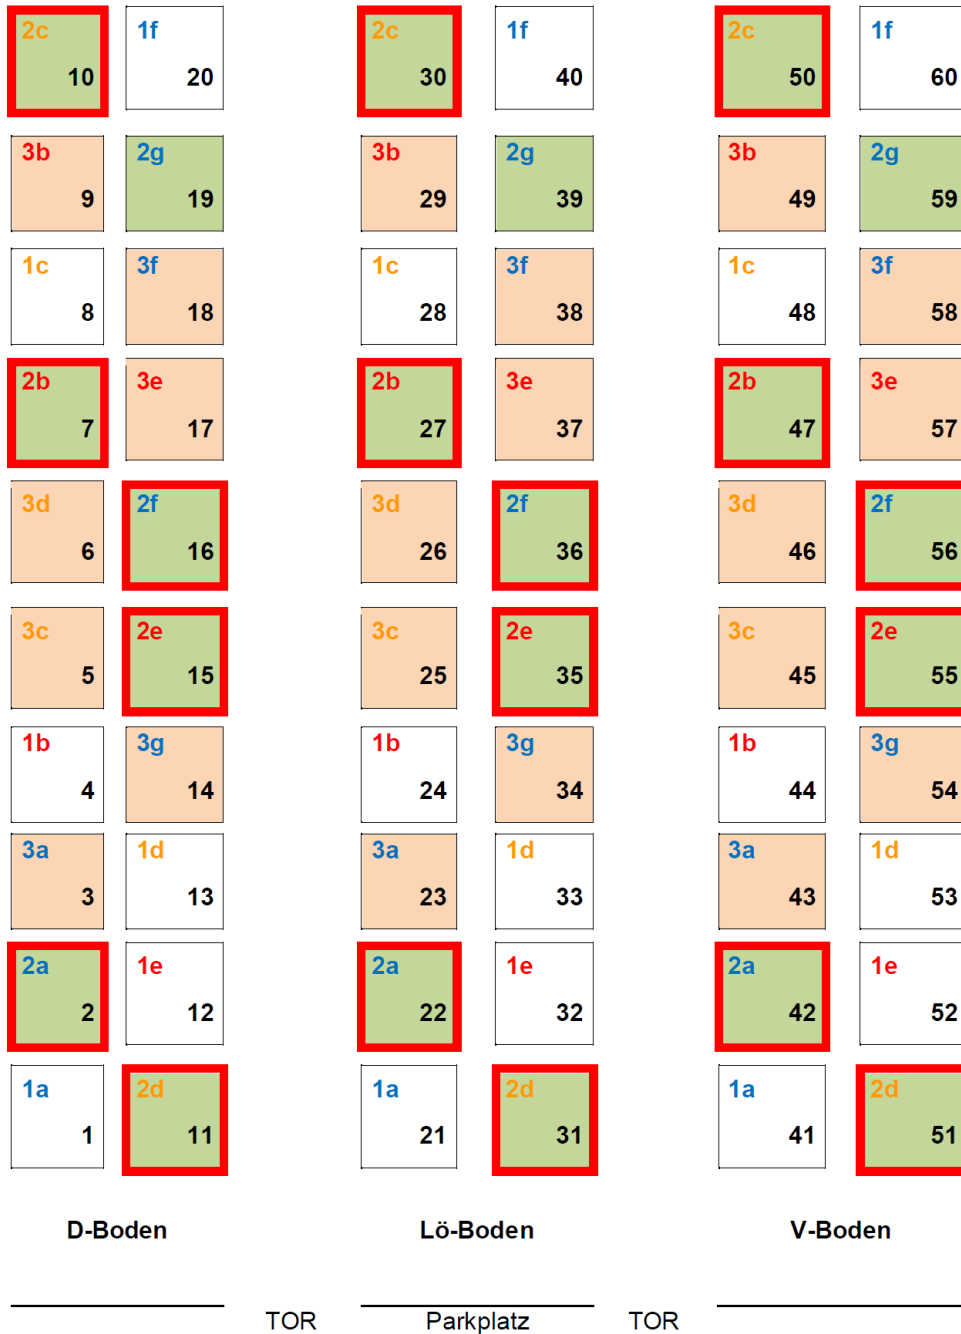 2c 1f 2c 1f 2c 1f
10 20 30 40 50 60
3b 2g 3b 2g 3b 2g
9 19 29 39 49 59
1c 3f 1c 3f 1c 3f
8 18 28 38 48 58
2b 3e 2b 3e 2b 3e
7 17 27 37 47 57
3d 2f 3d 2f 3d 2f
6 16 26 36 46 56
3c 2e 3c 2e 3c 2e
5 15 25 35 45 55
1b 3g 1b 3g 1b 3g
4 14 24 34 44 54
3a 1d 3a 1d 3a 1d
3 13 23 33 43 53
2a 1e 2a 1e 2a 1e
2 12 22 32 42 52
1a 2d 1a 2d 1a 2d
1 11 21 31 41 51
D-Boden Lö-Boden V-Boden
TOR Parkplatz TOR